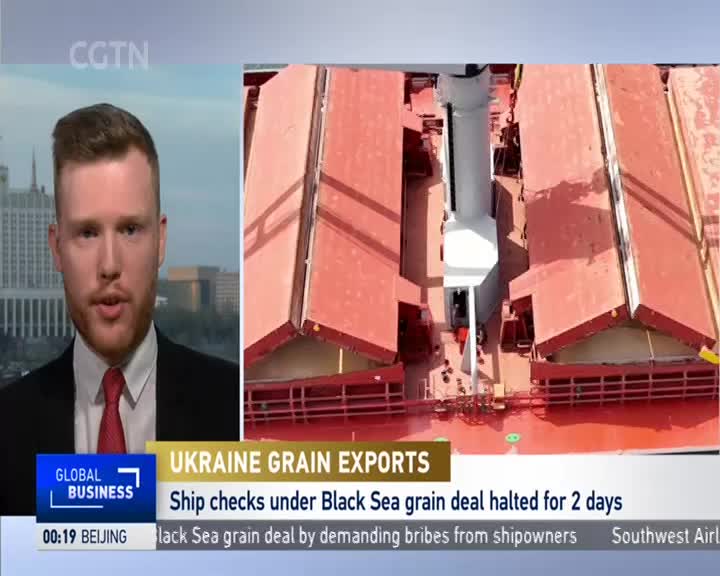 CGTN
UKRAINE GRAIN EXPORTS
GLOBAL
BUSINESS
Ship checks under Black Sea grain deal halted for 2 days
00:19 BEIJING
Black Sea grain deal by demanding bribes from shipowners Southwest Airl